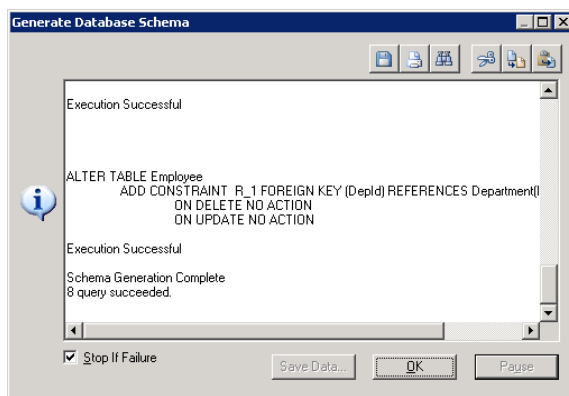 Generate Database Schema
Execution Successful
ALTER TABLE Employee
ADD CONSTRAINT R_1 FOREIGN KEY (DepId) REFERENCES Department(
ON DELETE NO ACTION
ON UPDATE NO ACTION
Execution Successful
Schema Generation Complete
8 query succeeded.
Stop If Failure
Save Data...
OK
Pause